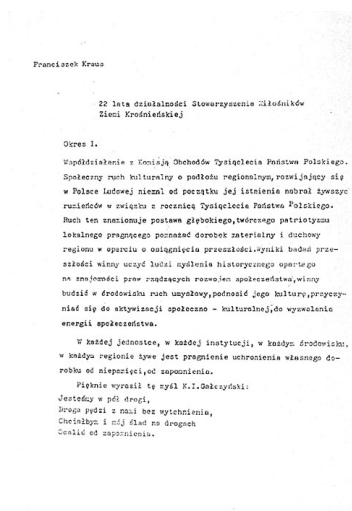 Franciszek Kraus
22 lata działalności Stowarzyszenia Miłośników
Ziemi Krośnieńskiej
Okres I.
Współdziałanie z Komisją Obchodów Tysiąclecia Państwa Polskiego.
Społeczny ruch kulturalny o podłożu regionalnym,rozwijający się
w Polsce Ludowej niemal od początku jej istnienia nabrał żywszych
rumieńców w związku z rocznicą Tysiąclecia Państwa Polskiego.
Ruch ten znamionuje postawa głębokiego,twórczego patriotyzmu
lokalnego pragnącego poznawać dorobek materialny i duchowy
regionu w oparciu o osiągnięcia przeszłości.Wyniki badań prze-
szłości winny uczyć ludzi myślenia historycznego opartego
na znajomości praw rządzących rozwojem społeczeństwa,winny
budzić w środowisku ruch umysłowy,podnosić jego kulturę,przyczy-
niać się do aktywizacji społeczno - kulturalnej,do wyzwalania
energii społeczeństwa.
W każdej jednostce, w każdej instytucji, w każdym środowisku,
w każdym regionie żywe jest pragnienie uchronienia własnego do-
robku od niepamięci,od zapomnienia.
Pięknie wyraził tę myśl K.I.Gałczyński:
Jesteśmy w pół drogi,
Droga pędzi z nami bez wytchnienia,
Chciałbym i mój ślad na drogach
Ocalić od zapomnienia.